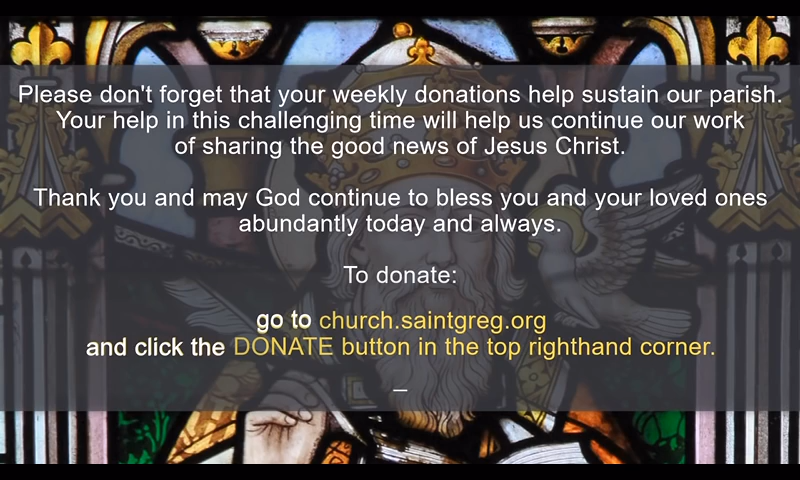 Please don't forget that your weekly donations help sustain our parish.
Your help in this challenging time will help us continue our work
of sharing the good news of Jesus Christ.
Thank you and may God continue to bless you and your loved ones
abundantly today and always.
To donate:
go to church.saintgreg.org
and click the DONATE button in the top righthand corner.
_